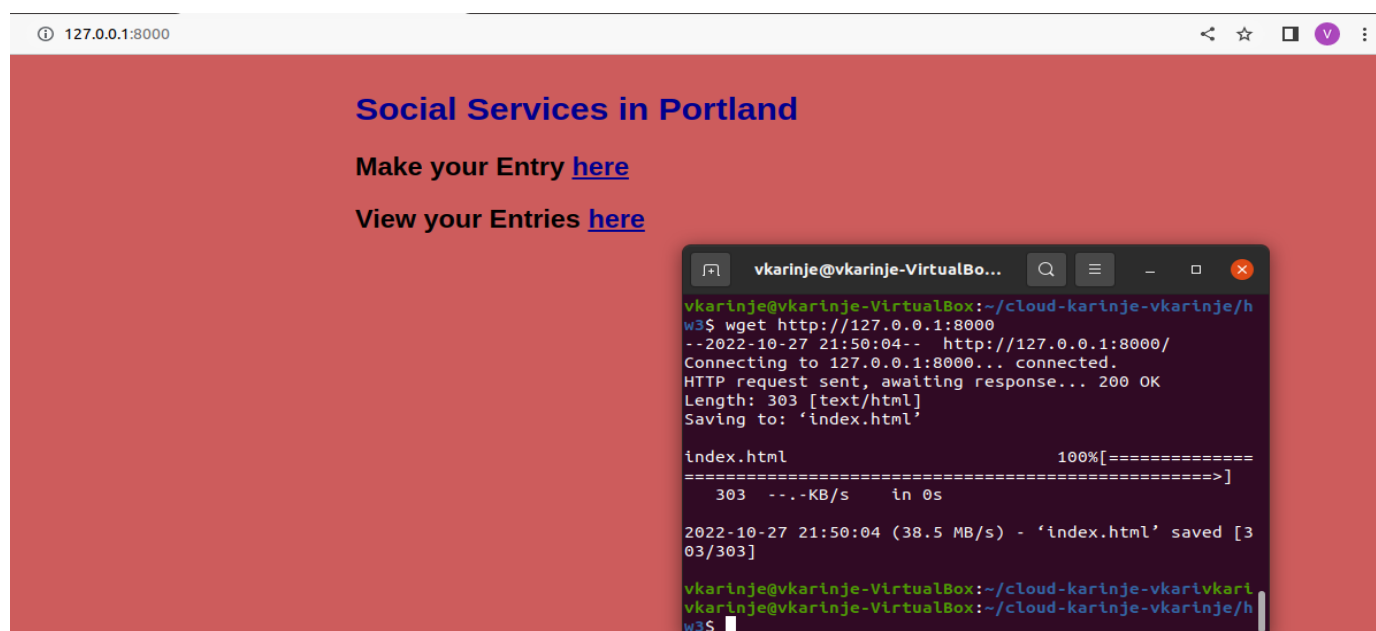 127.0.0.1:8000
V
Social Services in Portland
Make your Entry here
View your Entries here
vkarinje@vkarinje-VirtualBo...
vkarinje@vkarinje-VirtualBox:~/cloud-karinje-vkarinje/h
w3$ wget http://127.0.0.1:8000
--2022-10-27 21:50:04--  http://127.0.0.1:8000/
Connecting to 127.0.0.1:8000... connected.
HTTP request sent, awaiting response... 200 OK
Length: 303 [text/html]
Saving to: ‘index.html’
index.html                                    100%[==============
===================================================>]
   303  --.-KB/s    in 0s
2022-10-27 21:50:04 (38.5 MB/s) - ‘index.html’ saved [3
03/303]
vkarinje@vkarinje-VirtualBox:~/cloud-karinje-vkarivkari
vkarinje@vkarinje-VirtualBox:~/cloud-karinje-vkarinje/h
w3$